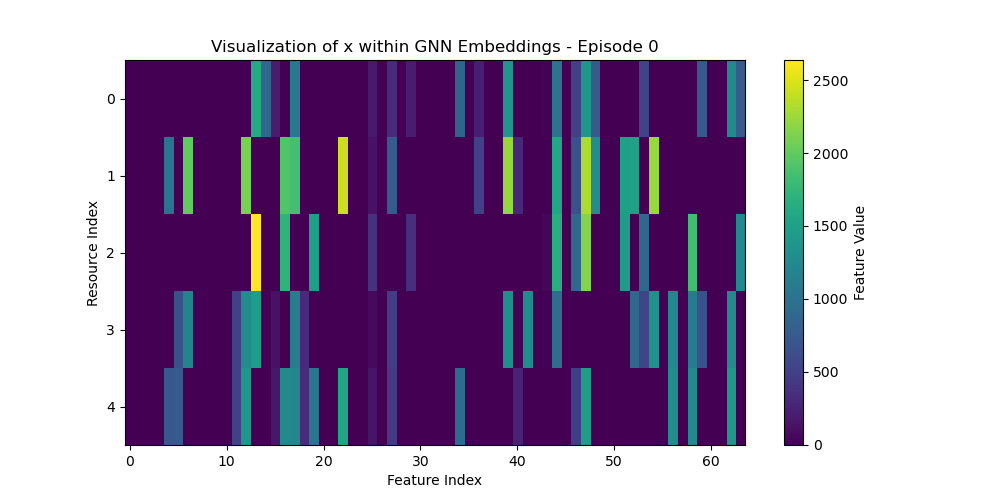 Visualization of x within GNN Embeddings - Episode 0
Resource Index
0
1
2
3
4
0 10 20 30 40 50 60
Feature Index
2500
2000
1500
1000
500
0
Feature Value